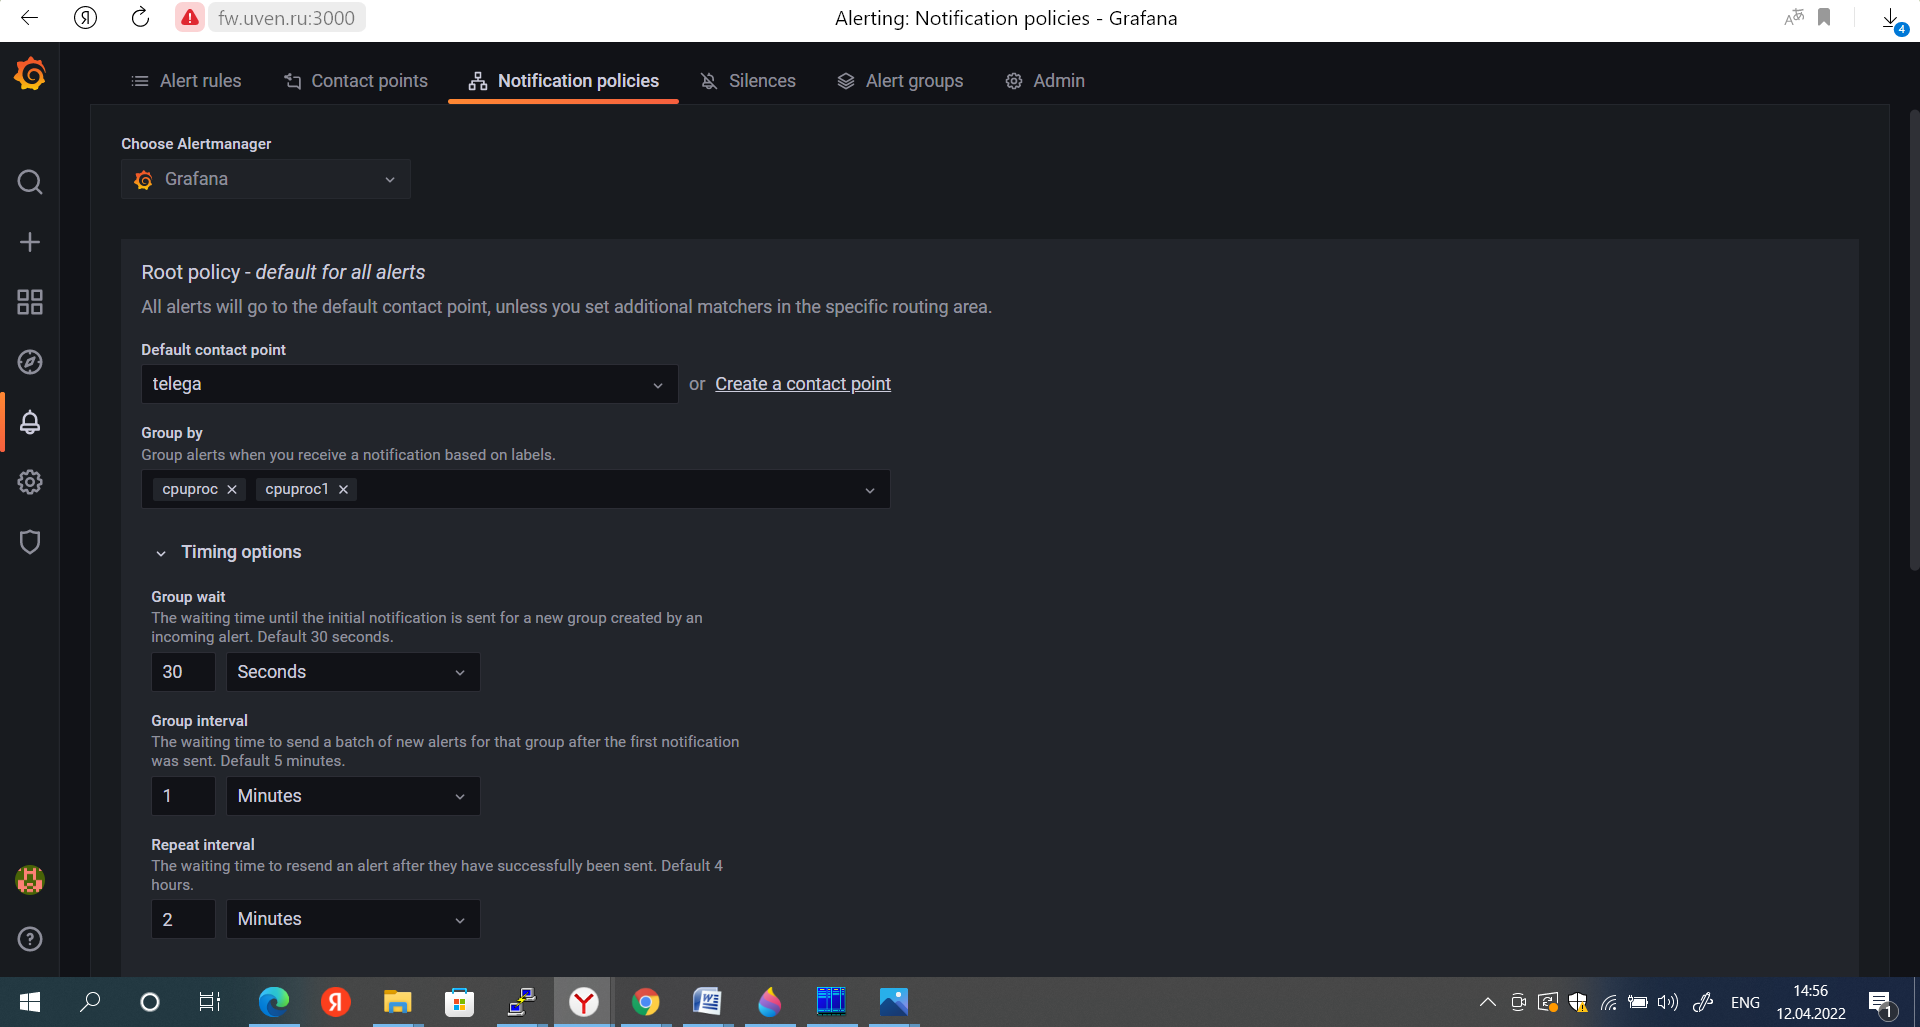 fw.uven.ru:3000
Alerting: Notification policies - Grafana
4
Alert rules
Contact points
Notification policies
Silences
Alert groups
Admin
Choose Alertmanager
Grafana
Root policy - default for all alerts
All alerts will go to the default contact point, unless you set additional matchers in the specific routing area.
Default contact point
telega
or Create a contact point
Group by
Group alerts when you receive a notification based on labels.
cpuproc
cpuproc1
Timing options
Group wait
The waiting time until the initial notification is sent for a new group created by an
incoming alert. Default 30 seconds.
30 Seconds
Group interval
The waiting time to send a batch of new alerts for that group after the first notification
was sent. Default 5 minutes.
1 Minutes
Repeat interval
The waiting time to resend an alert after they have successfully been sent. Default 4
hours.
2 Minutes
ENG
14:56
12.04.2022
1